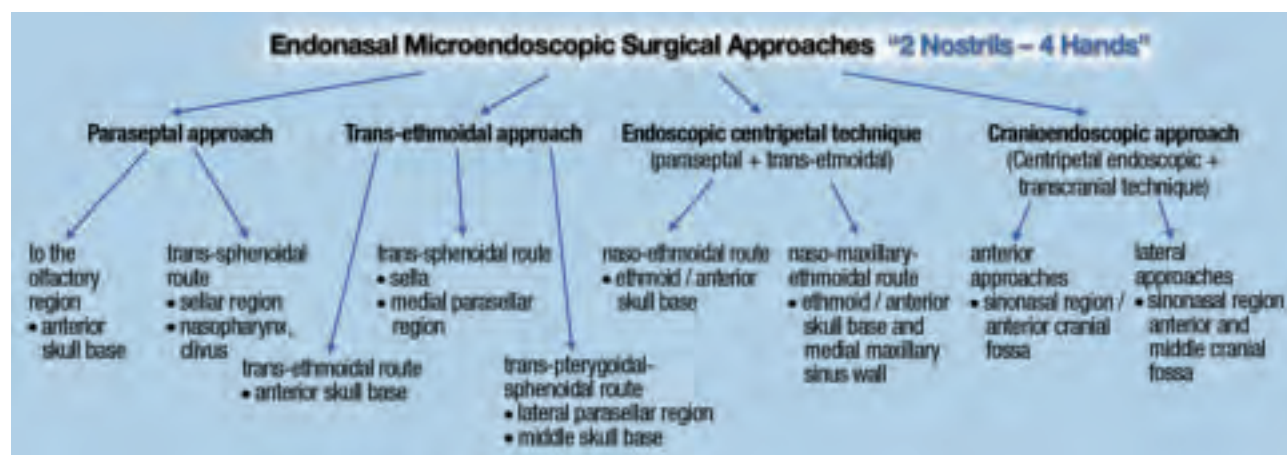 Endonasal Microendoscopic Surgical Approaches "2 Nostrils – 4 Hands"
Paraseptal approach
Trans-ethmoidal approach
Endoscopic centripetal technique
(paraseptal + trans-etmoidal)
Cranioendoscopic approach
(Centripetal endoscopic +
transcranial technique)
to the
olfactory
region
• anterior
skull base
trans-sphenoidal
route
• sellar region
• nasopharynx,
clivus
trans-ethmoidal route
• anterior skull base
trans-sphenoidal route
• sella
• medial parasellar
region
trans-pterygoidal-
sphenoidal route
• lateral parasellar region
• middle skull base
naso-ethmoidal route
• ethmoid / anterior
skull base
naso-maxillary-
ethmoidal route
• ethmoid / anterior
skull base and
medial maxillary
sinus wall
anterior
approaches
• sinonasal region /
anterior cranial
fossa
lateral
approaches
• sinonasal region
anterior and
middle cranial
fossa